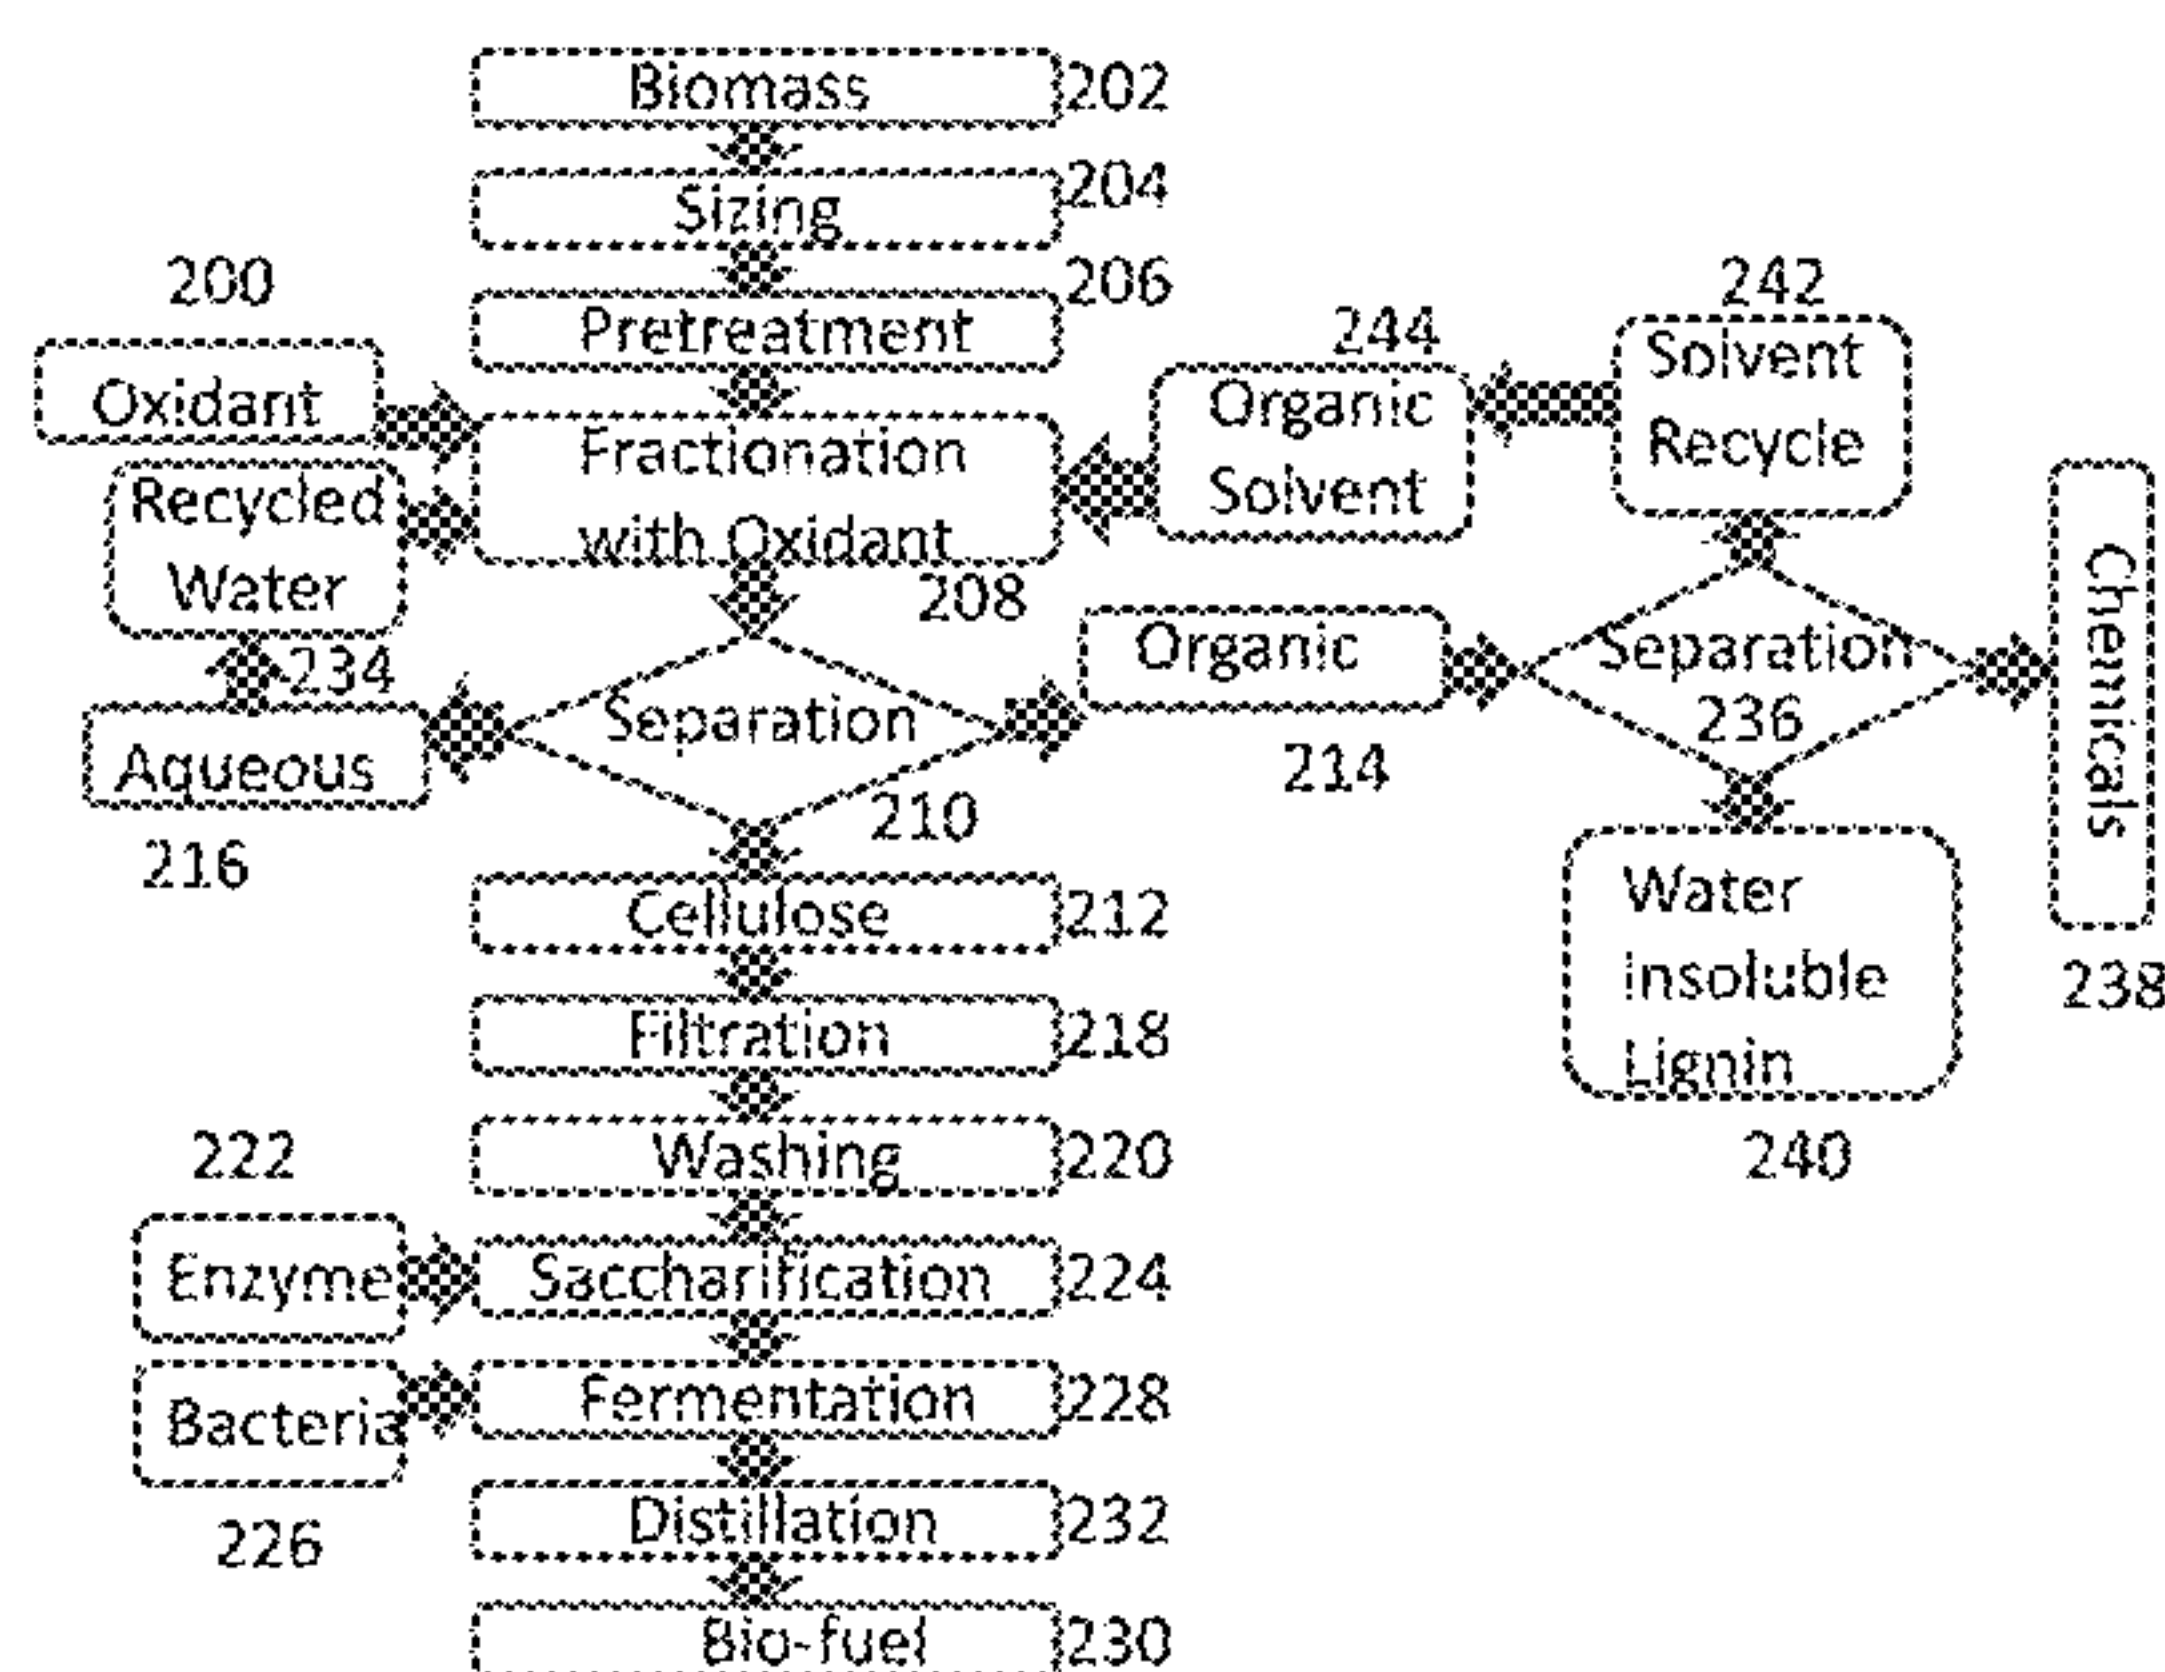 Biomass 202
Sizing 204
Pretreatment 206
200
Oxidant
Recycled
Water
234
Fractionation
with Oxidant
208
244
Organic
Solvent
242
Solvent
Recycle
Separation
210
Aqueous
216
Organic
214
Separation
236
Chemicals
238
Water
insoluble
Lignin
240
Cellulose 212
Filtration 218
Washing 220
222
Enzyme
Saccharification 224
Bacteria
226
Fermentation 228
Distillation 232
Bio-fuel 230